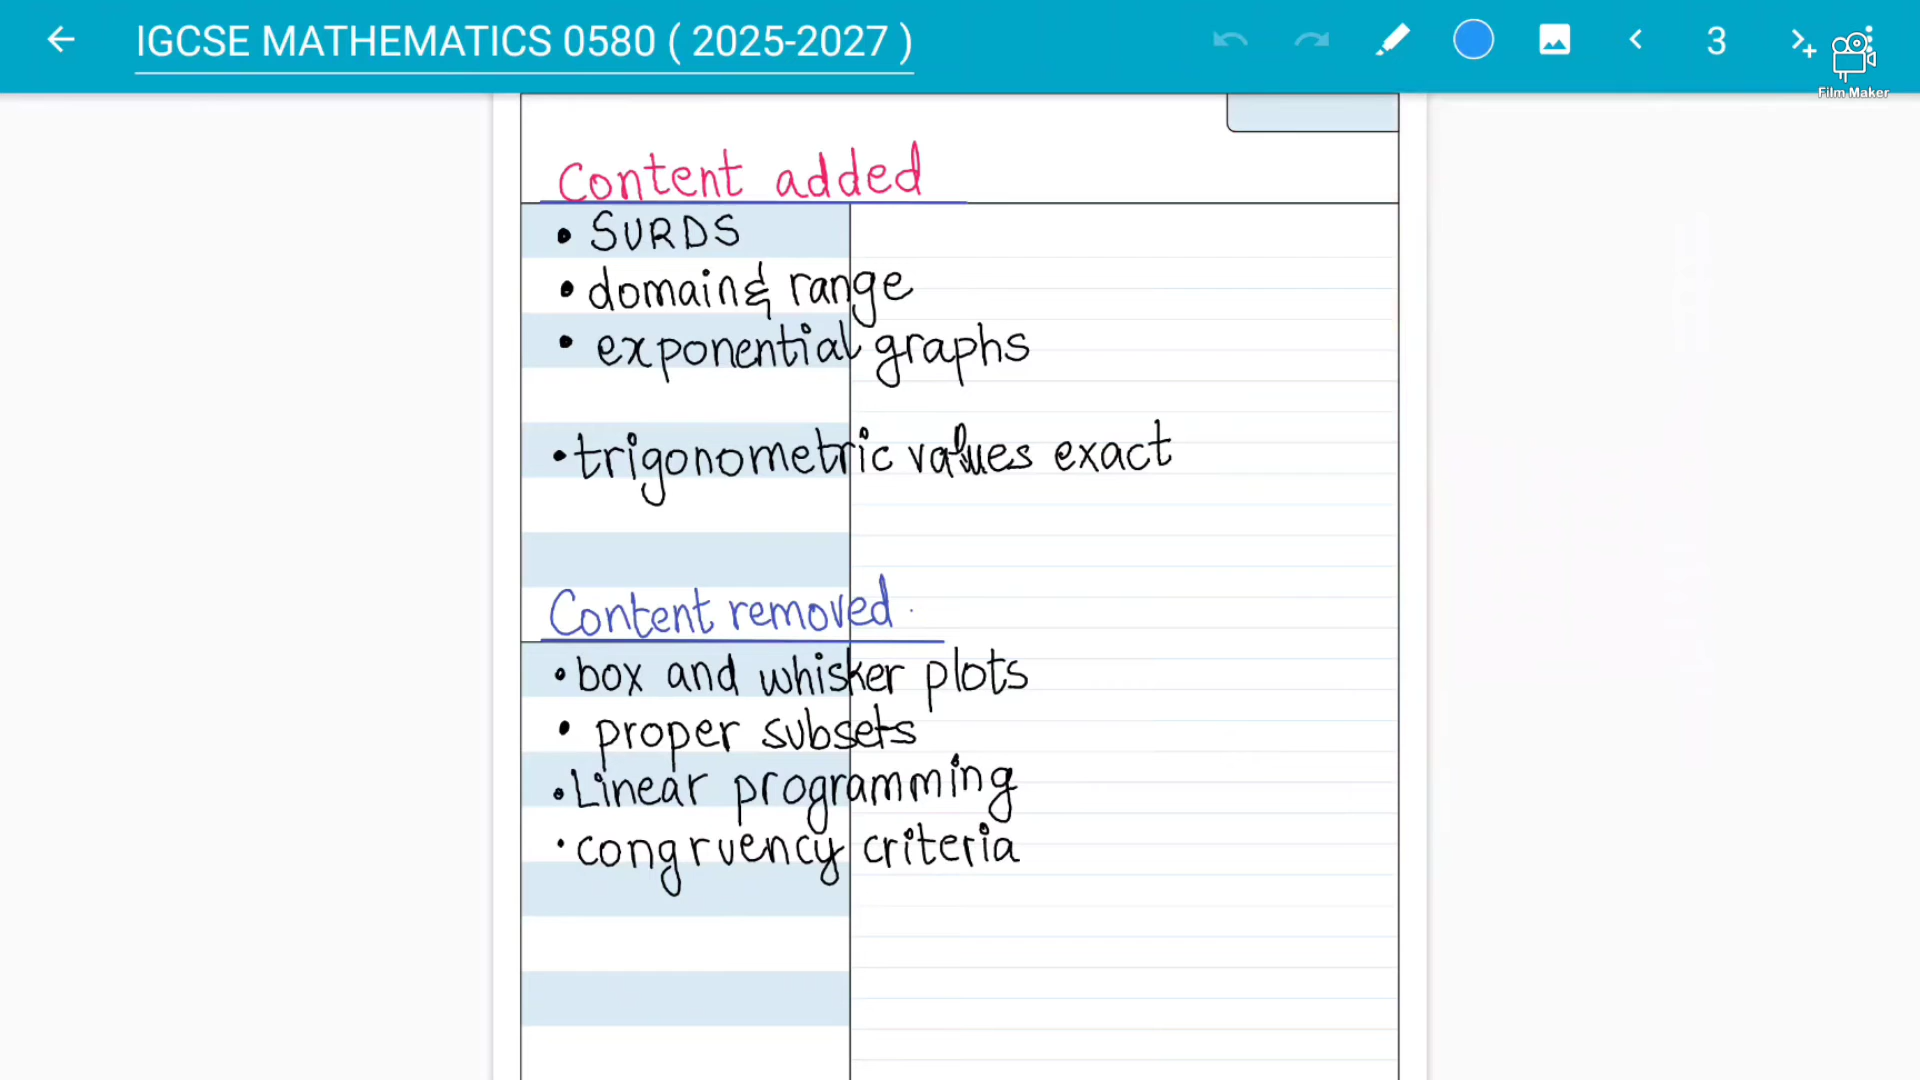 IGCSE MATHEMATICS 0580 ( 2025-2027 )
3
Film Maker
Content added
• SURDS
• domain & range
• exponential graphs
• trigonometric values exact
Content removed
• box and whisker plots
• proper subsets
• Linear programming
• congruency criteria